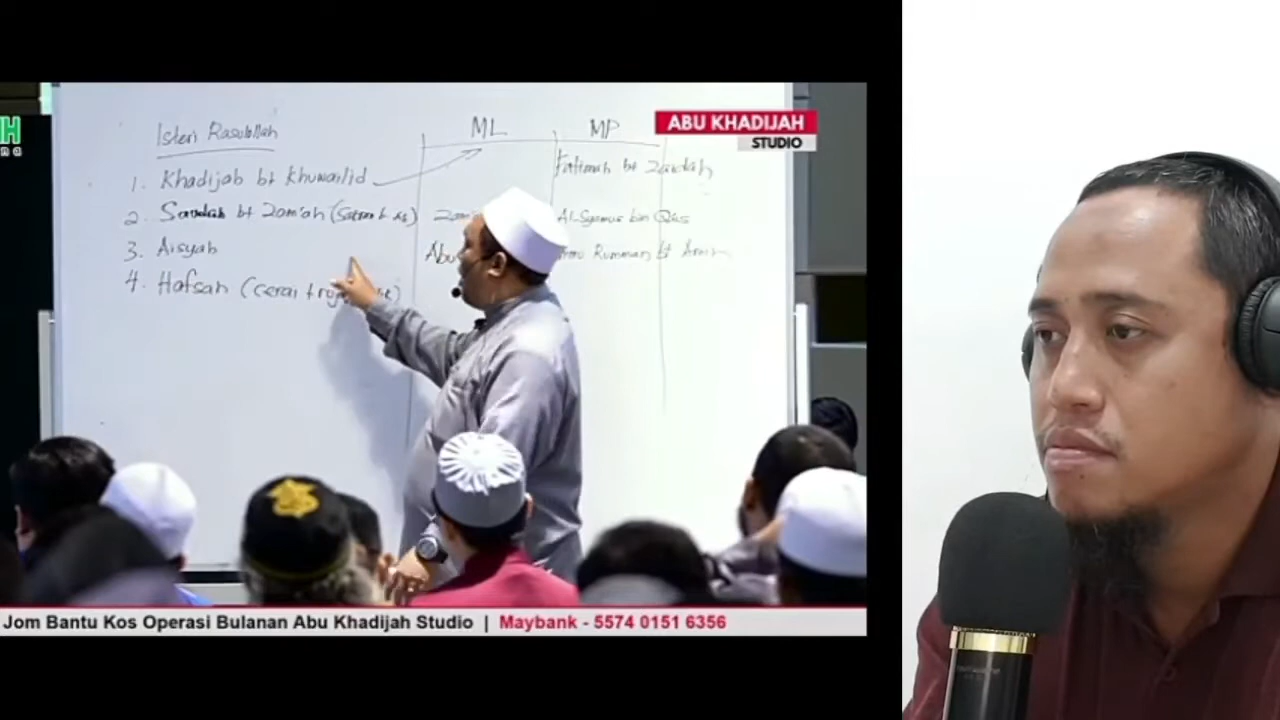 H
na
ABU KHADIJAH
STUDIO
Isteri Rasulullah
ML
MP
1. Khadijah bt Khuwailid
Fatimah bt Zaidah
2. Saudah bt Zam'ah (
Al-Syamus bin Qais
3. Aisyah
Abu
Rumman bt
4. Hafsah (cerai
Jom Bantu Kos Operasi Bulanan Abu Khadijah Studio | Maybank - 5574 0151 6356